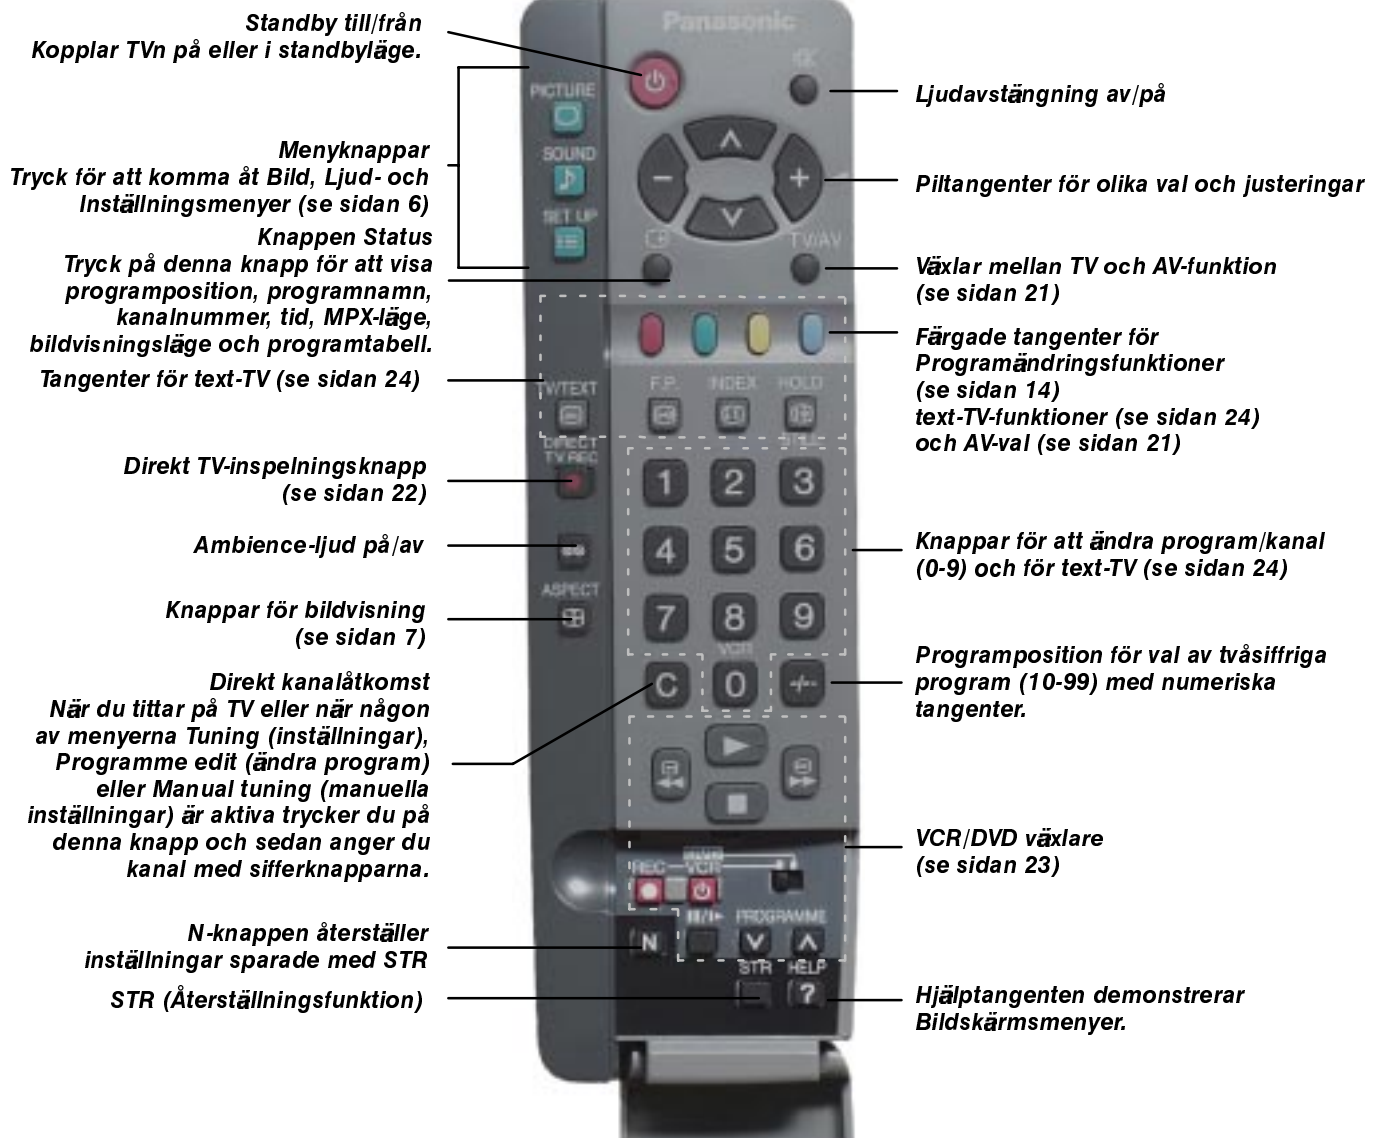 Standby till/från
Kopplar TVn på eller i standbyläge.
Menyknappar
Tryck för att komma åt Bild, Ljud- och
Inställningsmenyer (se sidan 6)
Knappen Status
Tryck på denna knapp för att visa
programposition, programnamn,
kanalnummer, tid, MPX-läge,
bildvisningsläge och programtabell.
Tangenter för text-TV (se sidan 24)
Direkt TV-inspelningsknapp
(se sidan 22)
Ambience-ljud på/av
Knappar för bildvisning
(se sidan 7)
Direkt kanalåtkomst
När du tittar på TV eller när någon
av menyerna Tuning (inställningar),
Programme edit (ändra program)
eller Manual tuning (manuella
inställningar) är aktiva trycker du på
denna knapp och sedan anger du
kanal med sifferknapparna.
N-knappen återställer
inställningar sparade med STR
STR (Återställningsfunktion)
Panasonic
PICTURE
SOUND
SET UP
TV/AV
TV/TEXT
F.P.
INDEX
HOLD
DIRECT
TV REC
1
2
3
4
5
6
ASPECT
7
8
9
VCR
C
0
-/--
REC
VCR
PROGRAMME
N
STR
HELP
?
Ljudavstängning av/på
Piltangenter för olika val och justeringar
Växlar mellan TV och AV-funktion
(se sidan 21)
Färgade tangenter för
Programändringsfunktioner
(se sidan 14)
text-TV-funktioner (se sidan 24)
och AV-val (se sidan 21)
Knappar för att ändra program/kanal
(0-9) och för text-TV (se sidan 24)
Programposition för val av tvåsiffriga
program (10-99) med numeriska
tangenter.
VCR/DVD växlare
(se sidan 23)
Hjälptangenten demonstrerar
Bildskärmsmenyer.